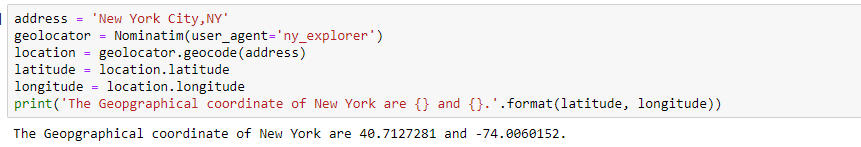 address = 'New York City,NY'
geolocator = Nominatim(user_agent='ny_explorer')
location = geolocator.geocode(address)
latitude = location.latitude
longitude = location.longitude
print('The Geopgraphical coordinate of New York are {} and {}.'.format(latitude, longitude))
The Geopgraphical coordinate of New York are 40.7127281 and -74.0060152.